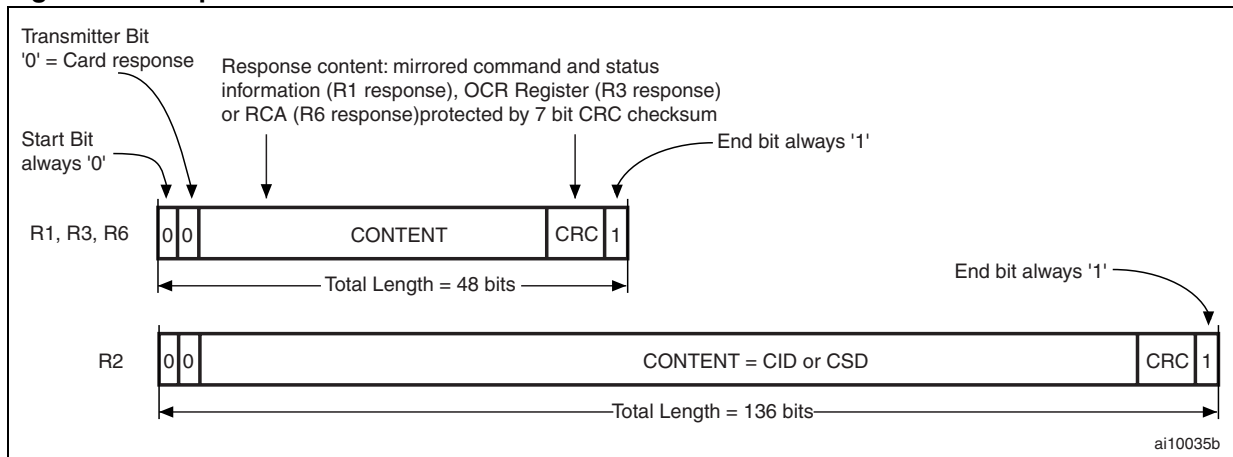 Transmitter Bit
'0' = Card response
Response content: mirrored command and status
information (R1 response), OCR Register (R3 response)
or RCA (R6 response)protected by 7 bit CRC checksum
Start Bit
always '0'
End bit always '1'
R1, R3, R6
0 0 CONTENT CRC 1
Total Length = 48 bits
End bit always '1'
R2
0 0 CONTENT = CID or CSD CRC 1
Total Length = 136 bits
ai10035b